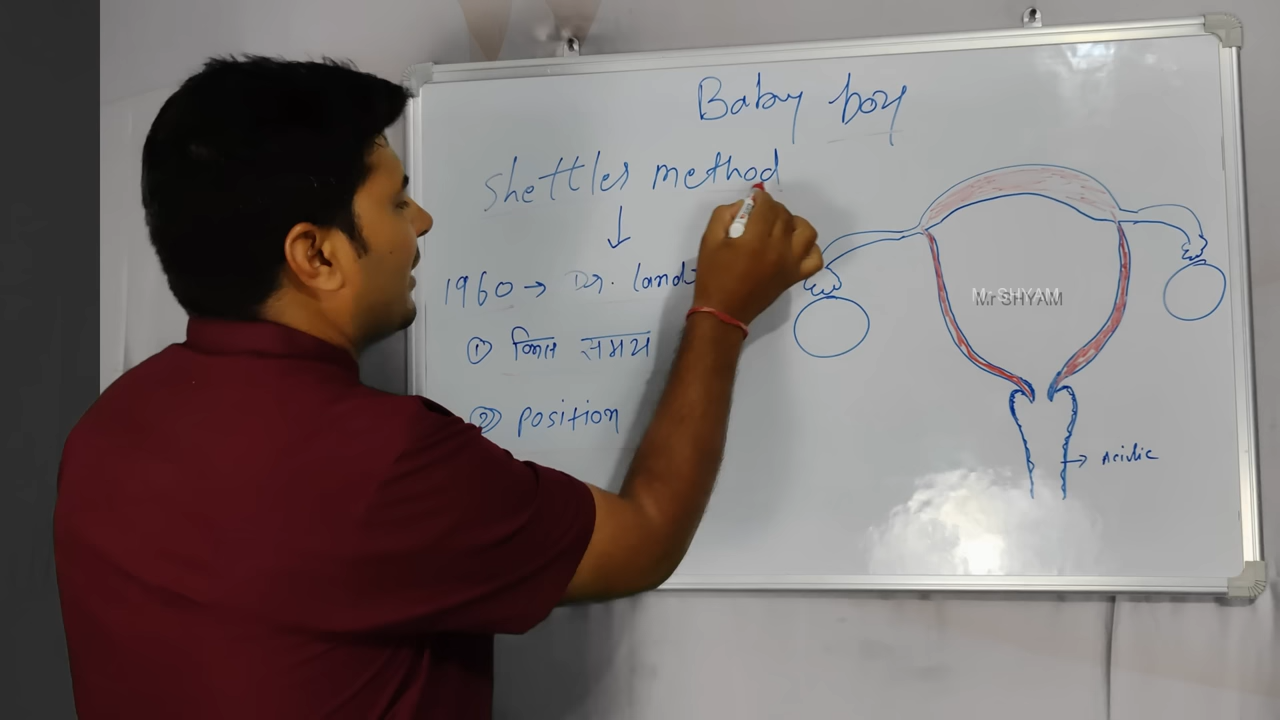 Baby boy
Shettles method
1960 → Dr. land
① किस समय
② position
Mr SHYAM
→ Acidic